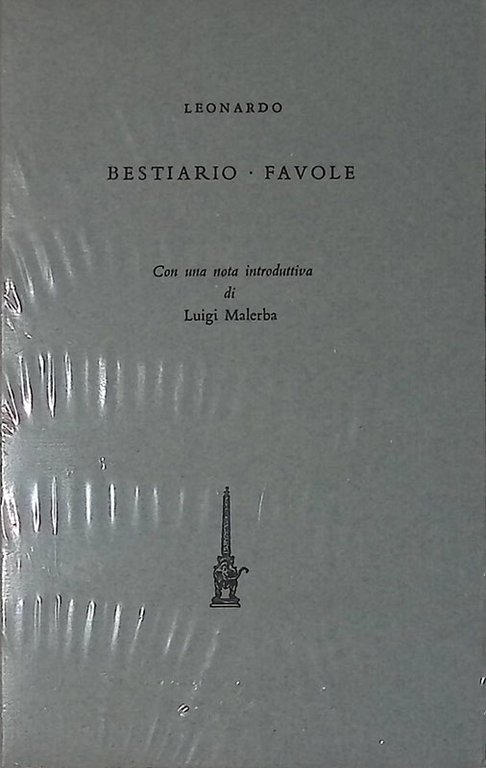 LEONARDO
BESTIARIO · FAVOLE
Con una nota introduttiva
di
Luigi Malerba